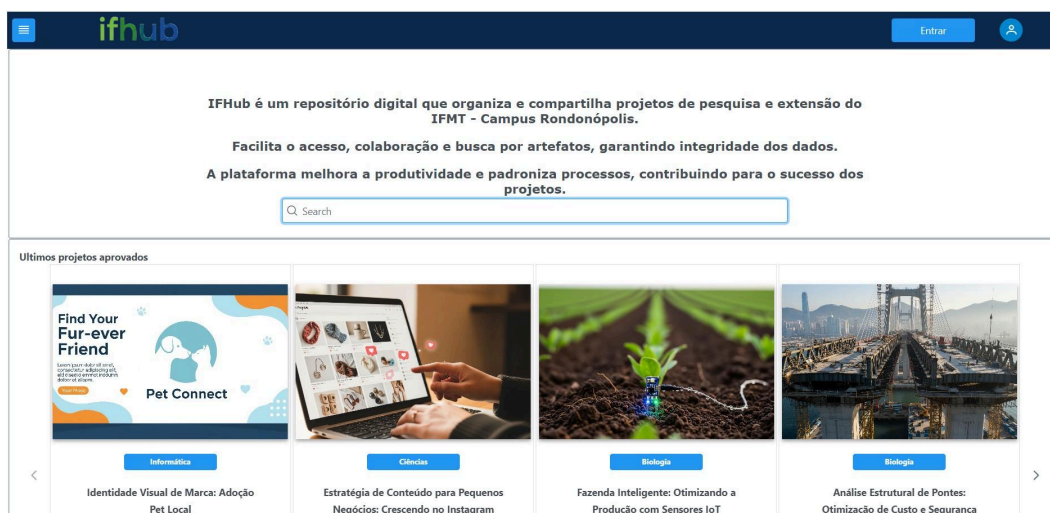 ifhub
Entrar
IFHub é um repositório digital que organiza e compartilha projetos de pesquisa e extensão do
IFMT - Campus Rondonópolis.
Facilita o acesso, colaboração e busca por artefatos, garantindo integridade dos dados.
A plataforma melhora a produtividade e padroniza processos, contribuindo para o sucesso dos
projetos.
Search
Ultimos projetos aprovados
Find Your
Fur-ever
Friend
Pet Connect
Informática
Ciências
Biologia
Biologia
Identidade Visual de Marca: Adoção
Pet Local
Estratégia de Conteúdo para Pequenos
Negócios: Crescendo no Instagram
Fazenda Inteligente: Otimizando a
Produção com Sensores IoT
Análise Estrutural de Pontes:
Otimização de Custo e Segurança